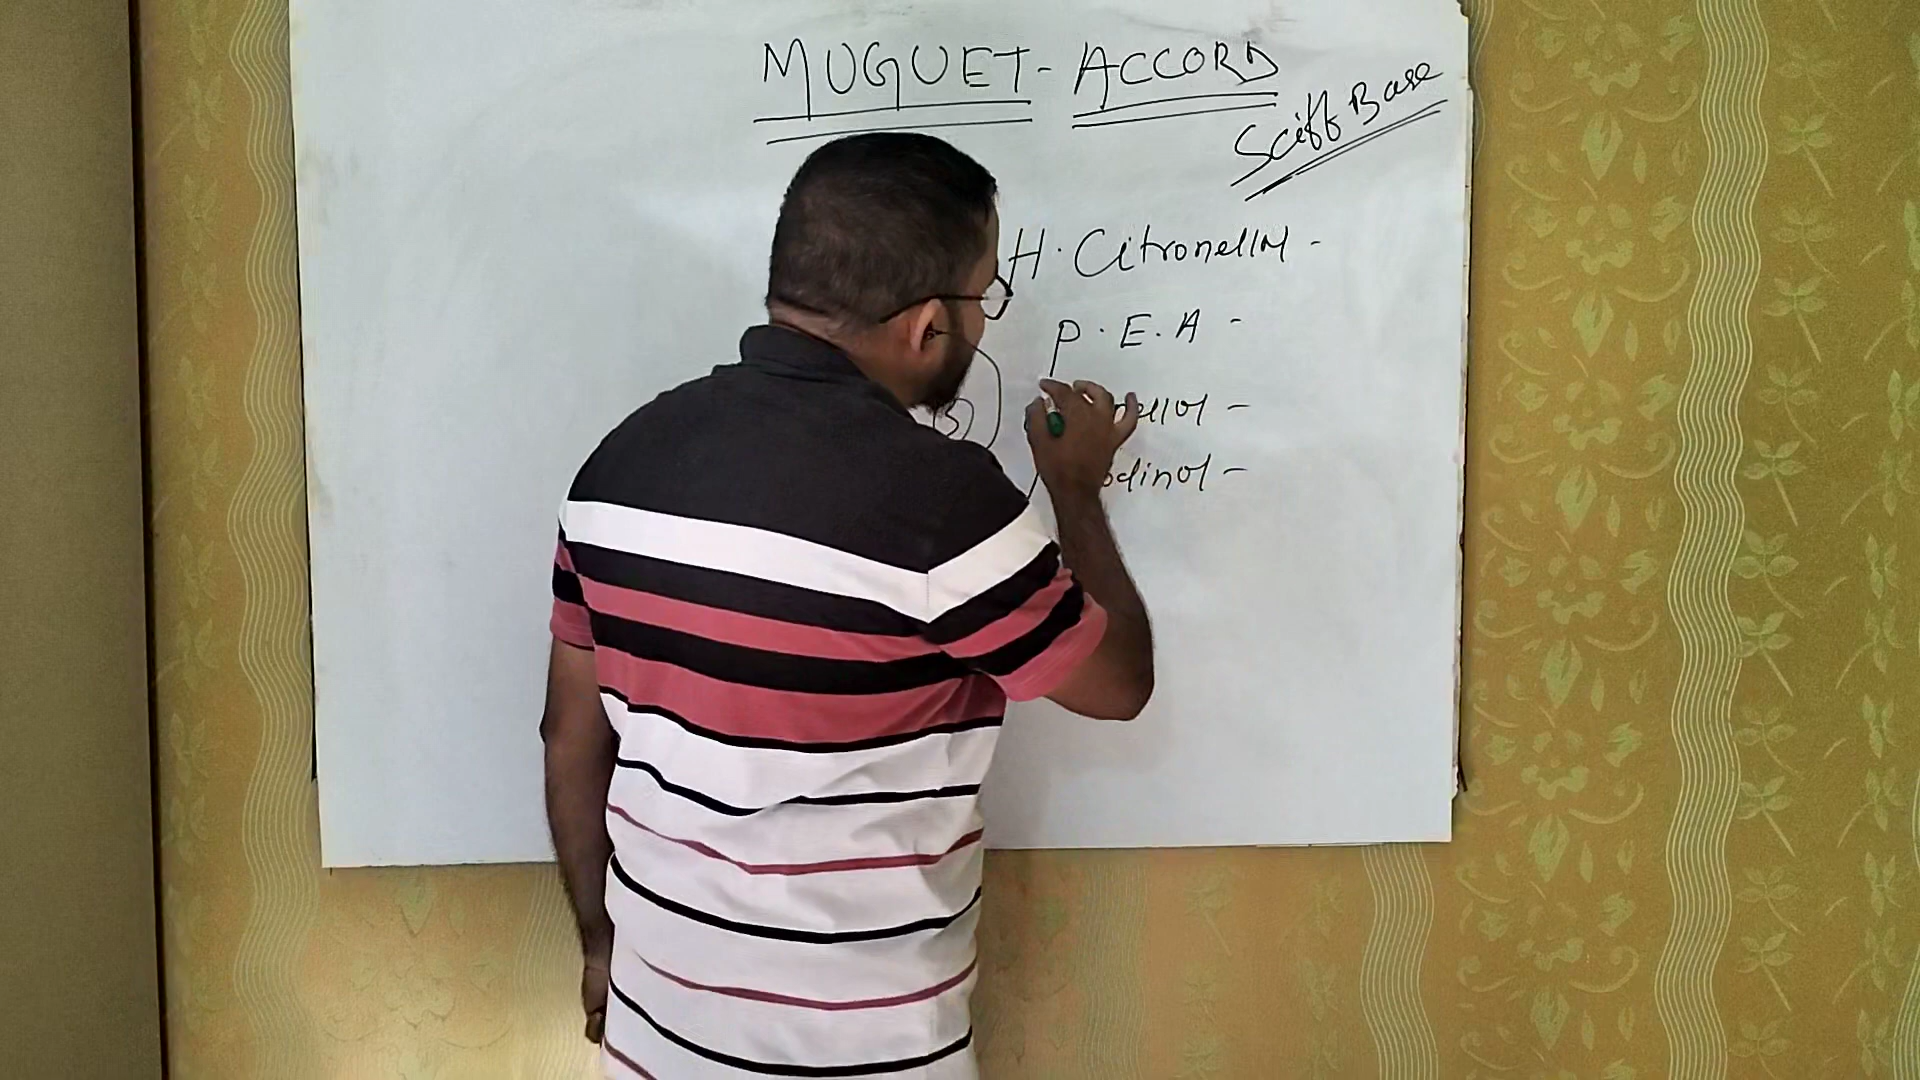 MUGUET-ACCORD
Sciff Base
H. Citronellal -
P. E. A -
-
-